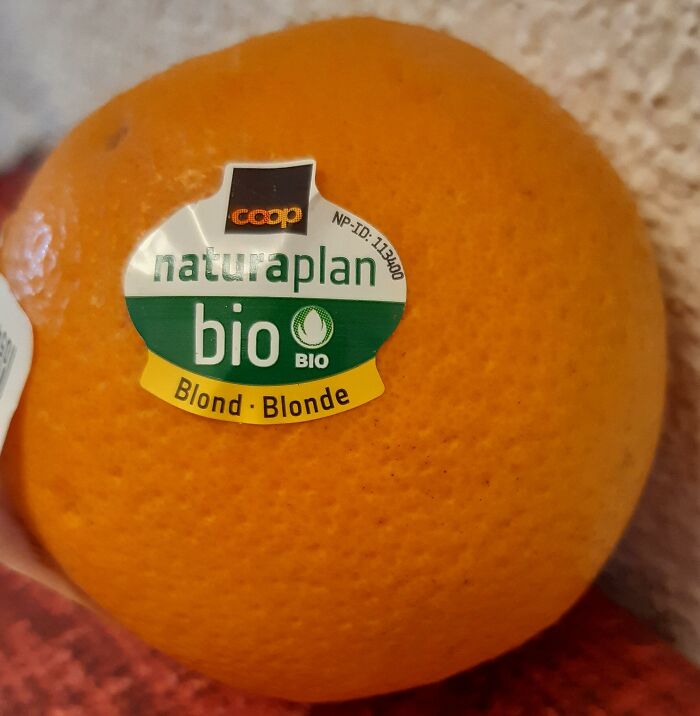 coop
NP-ID: 113400
naturaplan
bio
BIO
Blond · Blonde